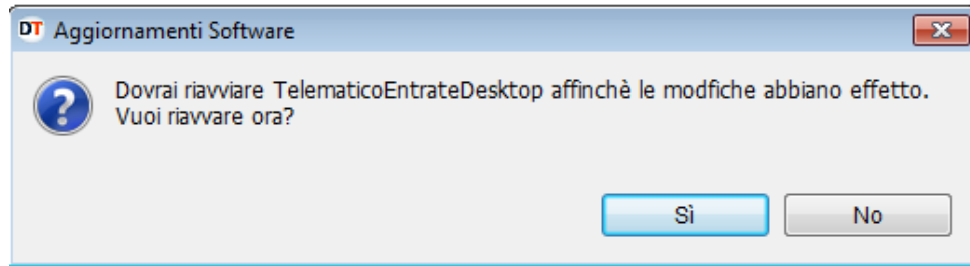 DT Aggiornamenti Software
Dovrai riavviare TelematicoEntrateDesktop affinchè le modfiche abbiano effetto.
Vuoi riavvare ora?
Sì
No